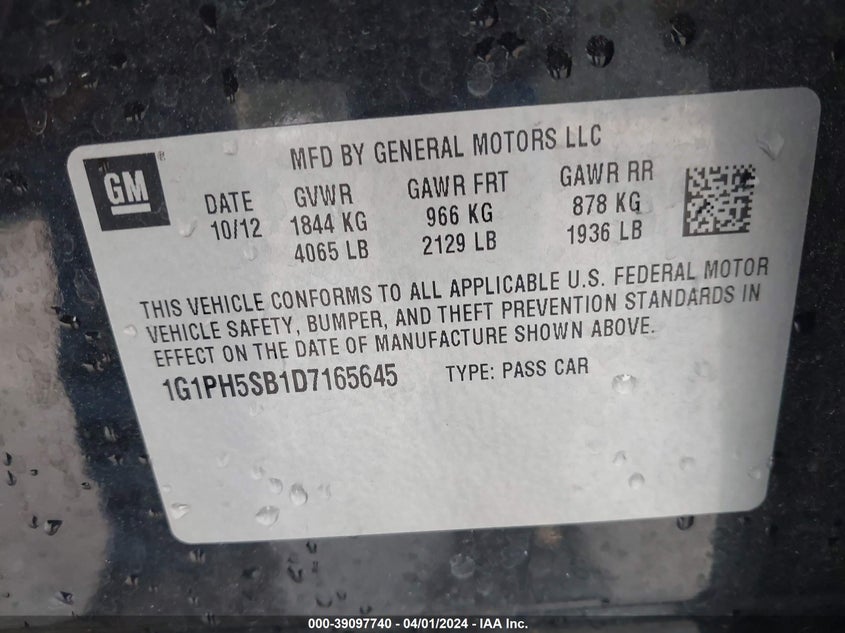 MFD BY GENERAL MOTORS LLC
GM ®
DATE GVWR GAWR FRT GAWR RR
10/12 1844 KG 966 KG 878 KG
4065 LB 2129 LB 1936 LB
THIS VEHICLE CONFORMS TO ALL APPLICABLE U.S. FEDERAL MOTOR
VEHICLE SAFETY, BUMPER, AND THEFT PREVENTION STANDARDS IN
EFFECT ON THE DATE OF MANUFACTURE SHOWN ABOVE.
1G1PH5SB1D7165645 TYPE: PASS CAR
000-39097740 - 04/01/2024 - IAA Inc.